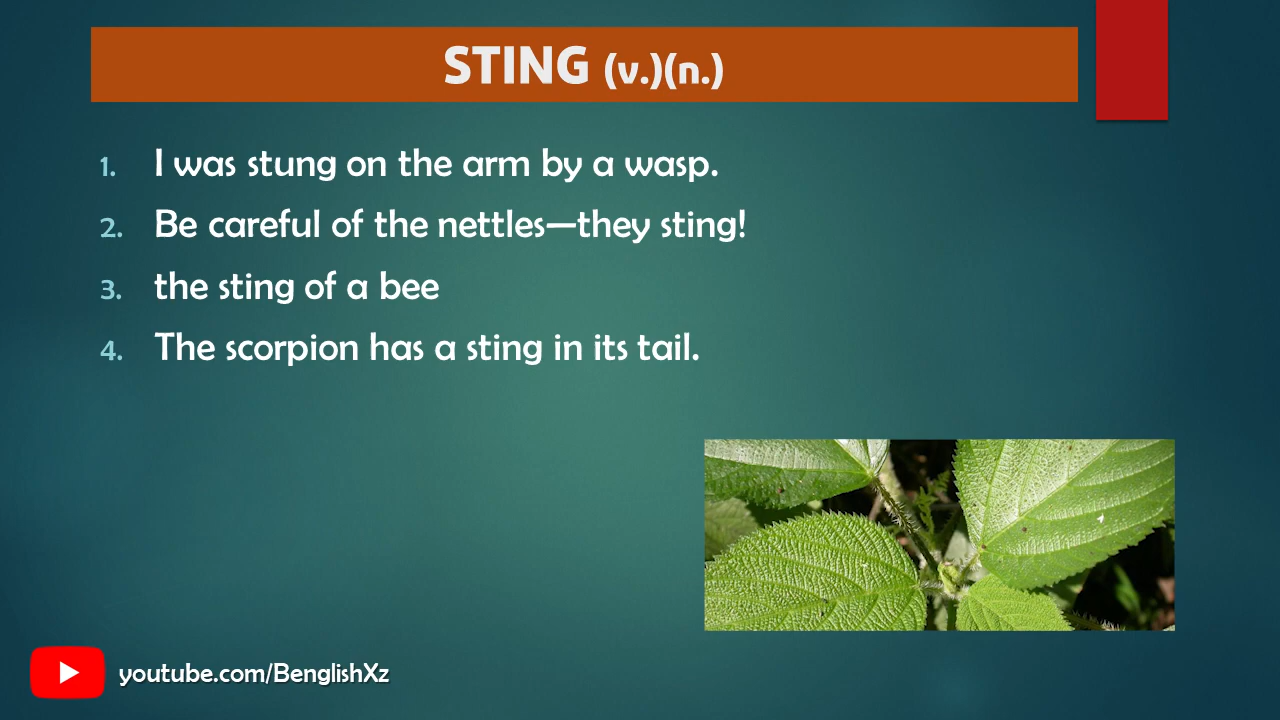 STING (v.)(n.)
1. I was stung on the arm by a wasp.
2. Be careful of the nettles—they sting!
3. the sting of a bee
4. The scorpion has a sting in its tail.
youtube.com/BenglishXz